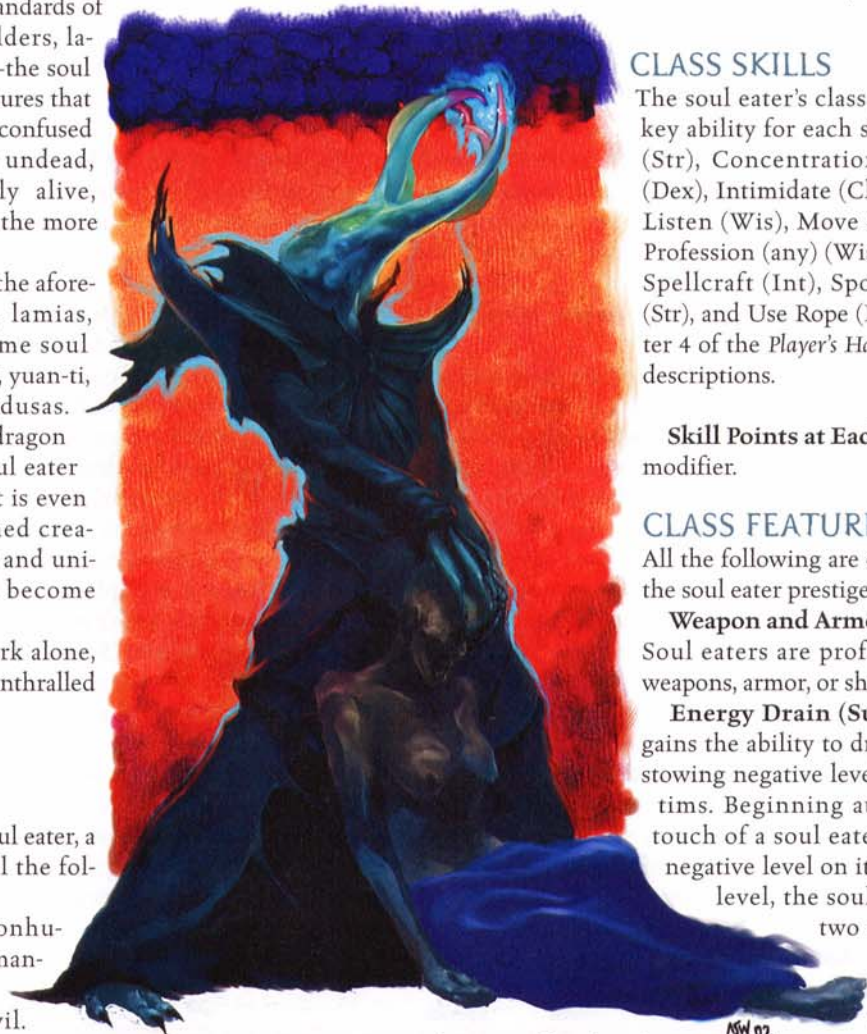 andards of
lders, la-
-the soul
ures that
confused
undead,
ly alive,
the more
the afore-
lamias,
me soul
, yuan-ti,
dusas.
dragon
ul eater
t is even
ed crea-
and uni-
become
rk alone,
nthralled
ul eater, a
l the fol-
onhu-
man-
vil.
CLASS SKILLS
The soul eater's class
key ability for each s
(Str), Concentration
(Dex), Intimidate (C
Listen (Wis), Move
Profession (any) (Wis
Spellcraft (Int), Spo
(Str), and Use Rope (
ter 4 of the Player's Ha
descriptions.
Skill Points at Eac
modifier.
CLASS FEATUR
All the following are
the soul eater prestige
Weapon and Armo
Soul eaters are prof
weapons, armor, or sh
Energy Drain (Su
gains the ability to dr
stowing negative leve
tims. Beginning at
touch of a soul eate
negative level on it
level, the soul
two